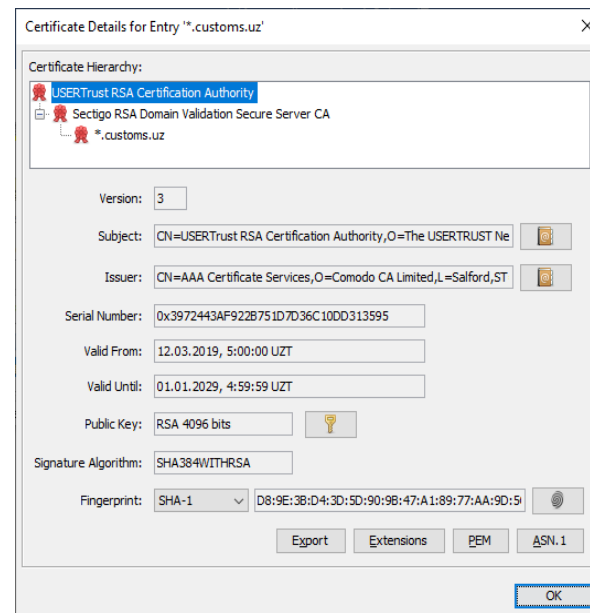 Certificate Details for Entry '*.customs.uz'
Certificate Hierarchy:
USERTrust RSA Certification Authority
Sectigo RSA Domain Validation Secure Server CA
*.customs.uz
Version: 3
Subject: CN=USERTrust RSA Certification Authority,O=The USERTRUST Ne
Issuer: CN=AAA Certificate Services,O=Comodo CA Limited,L=Salford,ST
Serial Number: 0x3972443AF922B751D7D36C10DD313595
Valid From: 12.03.2019, 5:00:00 UZT
Valid Until: 01.01.2029, 4:59:59 UZT
Public Key: RSA 4096 bits
Signature Algorithm: SHA384WITHRSA
Fingerprint: SHA-1 D8:9E:3B:D4:3D:5D:90:9B:47:A1:89:77:AA:9D:5
Export Extensions PEM ASN.1
OK